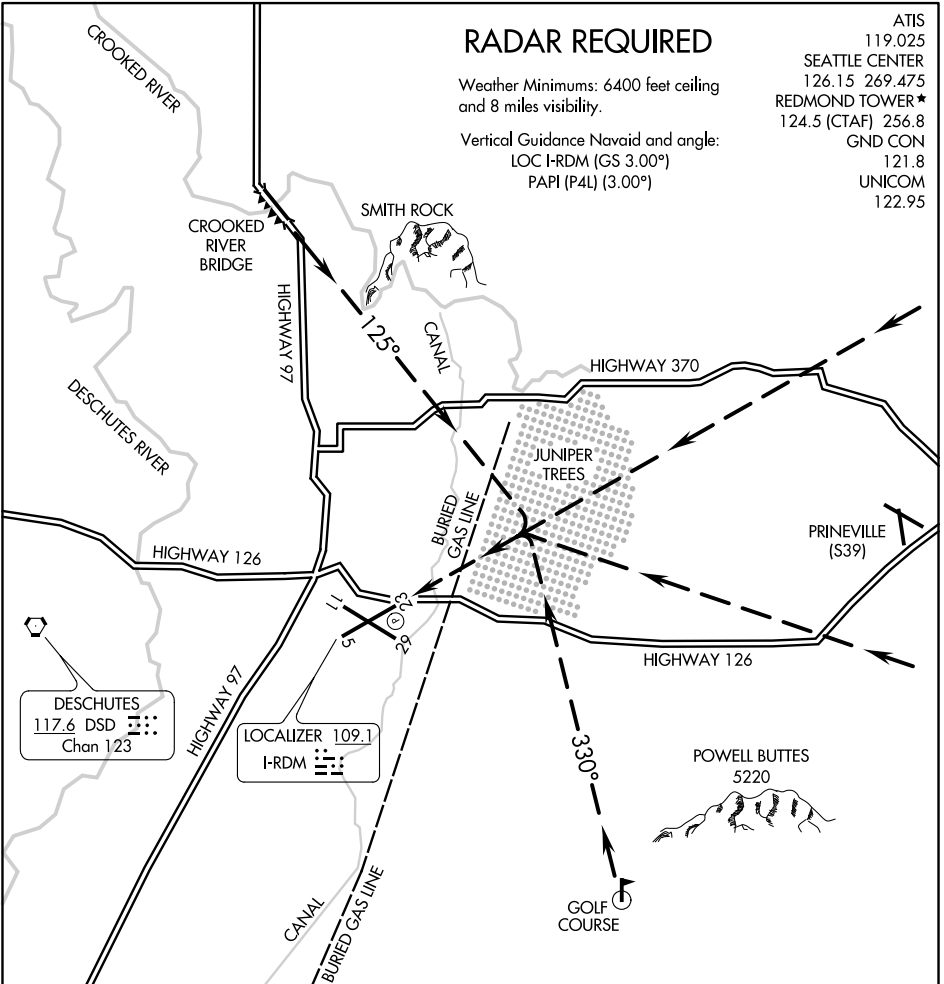 RADAR REQUIRED
Weather Minimums: 6400 feet ceiling
and 8 miles visibility.
Vertical Guidance Navaid and angle:
LOC I-RDM (GS 3.00°)
PAPI (P4L) (3.00°)
ATIS
119.025
SEATTLE CENTER
126.15 269.475
REDMOND TOWER★
124.5 (CTAF) 256.8
GND CON
121.8
UNICOM
122.95
CROOKED RIVER
CROOKED
RIVER
BRIDGE
SMITH ROCK
HIGHWAY 97
125°
CANAL
HIGHWAY 370
DESCHUTES RIVER
JUNIPER
TREES
BURIED
GAS LINE
PRINEVILLE
(S39)
HIGHWAY 126
11
23
P
5
29
HIGHWAY 126
DESCHUTES
117.6 DSD
Chan 123
HIGHWAY 97
LOCALIZER 109.1
I-RDM
330°
POWELL BUTTES
5220
GOLF
COURSE
CANAL
BURIED GAS LINE